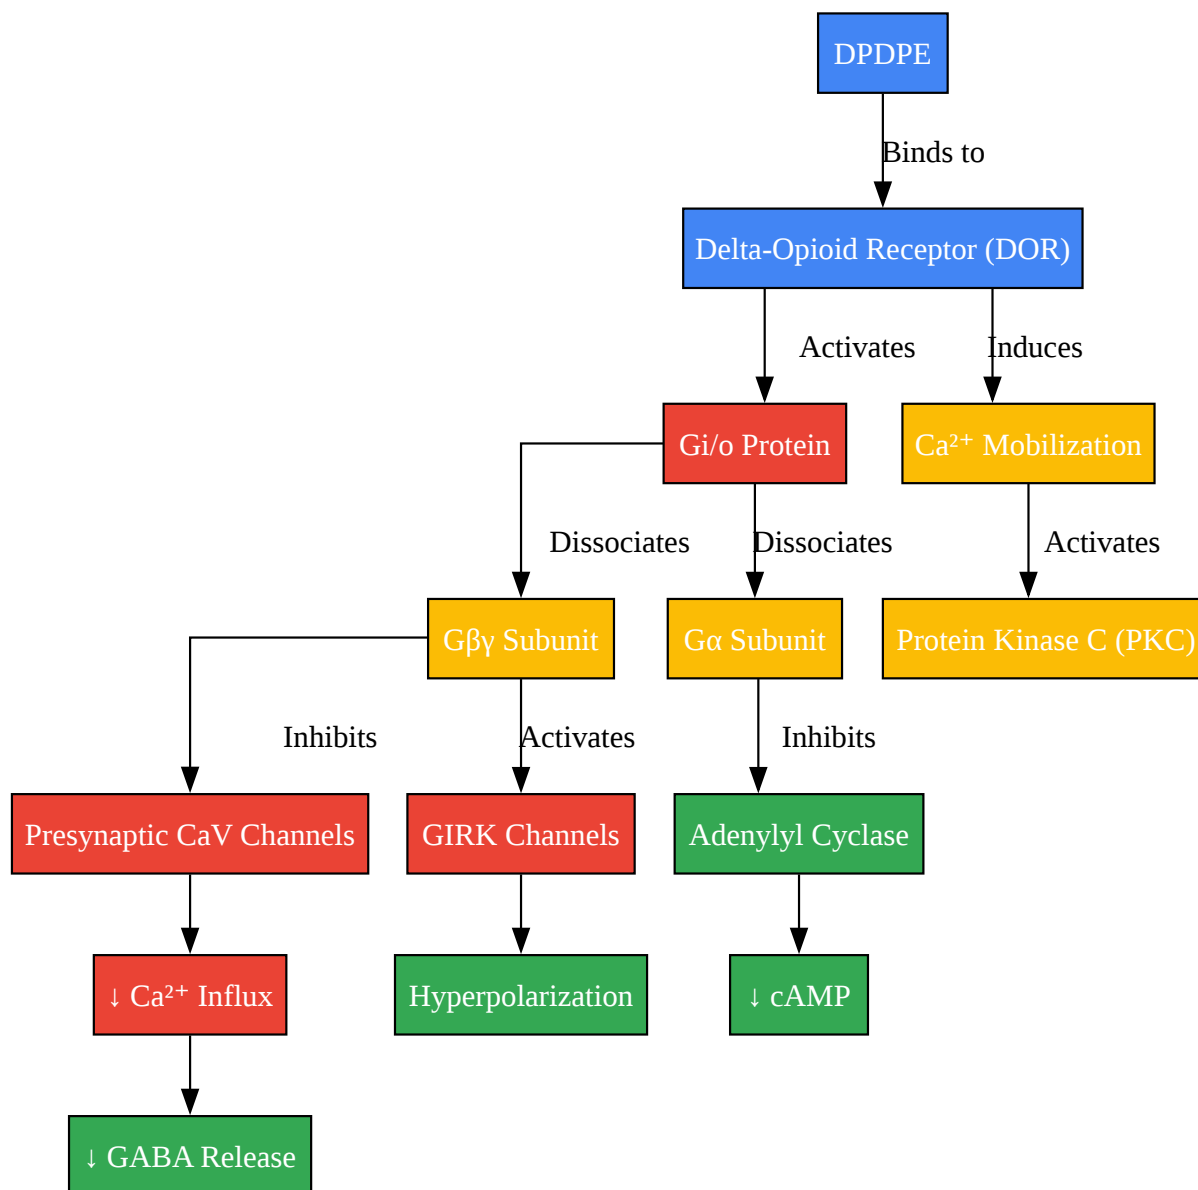 DPDPE
Binds to
Delta-Opioid Receptor (DOR)
Activates
Induces
Gi/o Protein
Ca²⁺ Mobilization
Dissociates
Dissociates
Activates
Gβγ Subunit
Gα Subunit
Protein Kinase C (PKC)
Inhibits
Activates
Inhibits
Presynaptic CaV Channels
GIRK Channels
Adenylyl Cyclase
↓ Ca²⁺ Influx
Hyperpolarization
↓ cAMP
↓ GABA Release